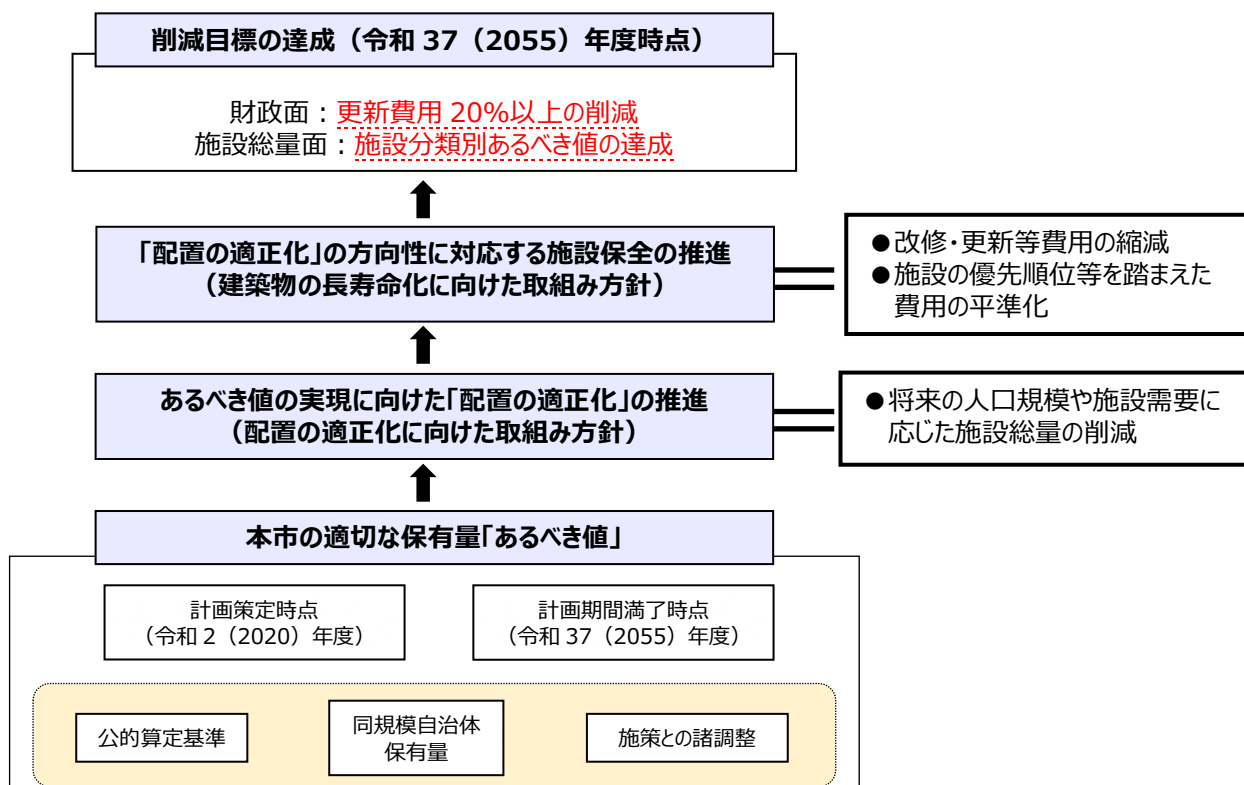 削減目標の達成（令和 37（2055）年度時点）
財政面：更新費用 20%以上の削減
施設総量面：施設分類別あるべき値の達成
「配置の適正化」の方向性に対応する施設保全の推進
（建築物の長寿命化に向けた取組み方針）
●改修・更新等費用の縮減
●施設の優先順位等を踏まえた
費用の平準化
あるべき値の実現に向けた「配置の適正化」の推進
（配置の適正化に向けた取組み方針）
●将来の人口規模や施設需要に
応じた施設総量の削減
本市の適切な保有量「あるべき値」
計画策定時点
（令和 2（2020）年度）
計画期間満了時点
（令和 37（2055）年度）
公的算定基準
同規模自治体
保有量
施策との諸調整